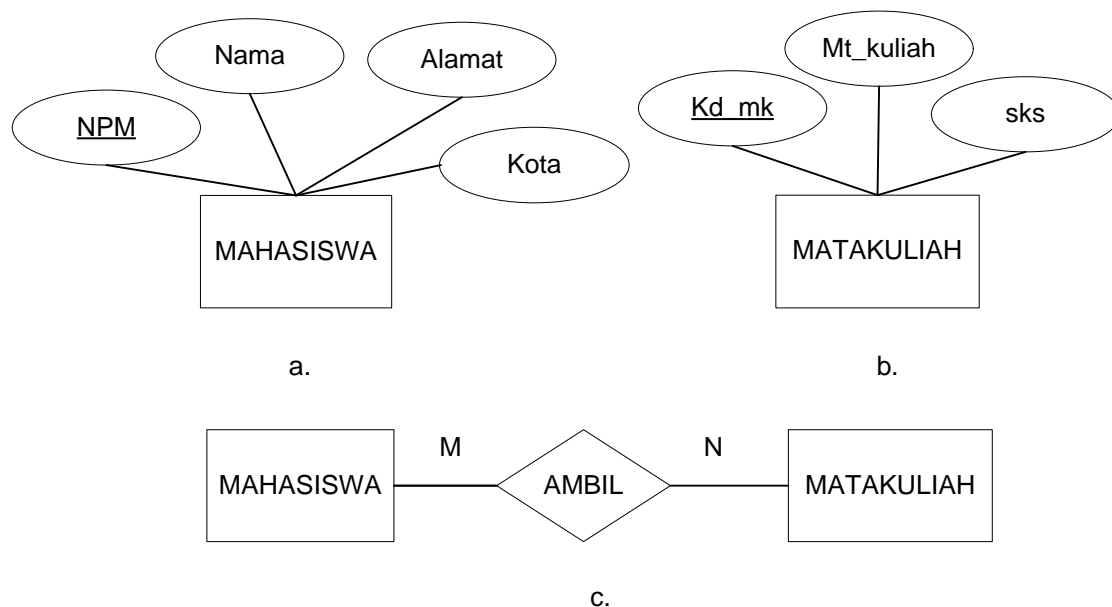 Nama
Alamat
NPM
Kota
MAHASISWA
a.
Mt_kuliah
Kd_mk
sks
MATAKULIAH
b.
MAHASISWA
M
AMBIL
N
MATAKULIAH
c.